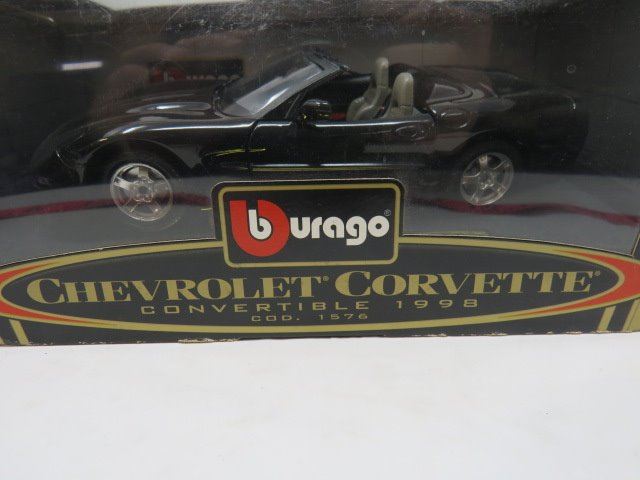 burago®
CHEVROLET® CORVETTE®
CONVERTIBLE 1998
COD. 1576